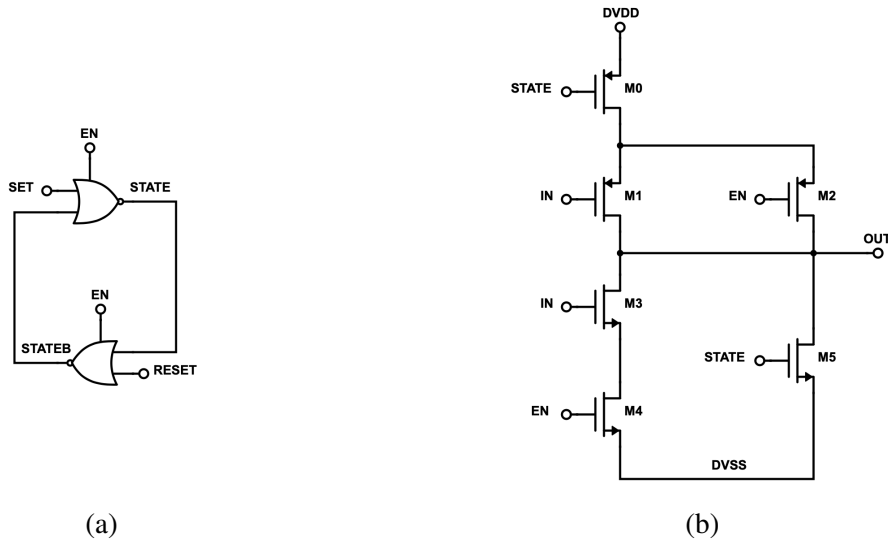 DVDD
STATE
M0
EN
SET
STATE
IN
M1
EN
M2
OUT
EN
IN
M3
STATEB
RESET
STATE
M5
EN
M4
DVSS
(a)
(b)